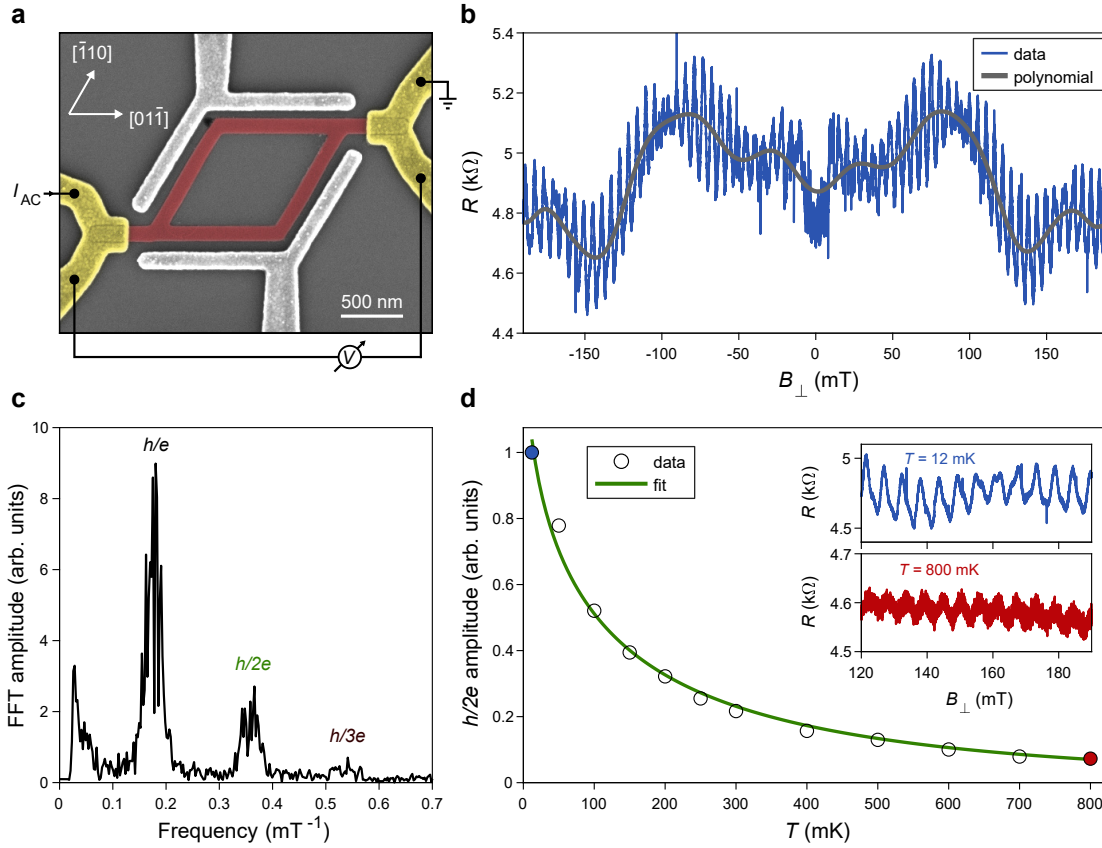 a
[1̄10]
[011̄]
I_AC
500 nm
V
b
5.4
5.2
5
4.8
4.6
4.4
R (kΩ)
data
polynomial
-150
-100
-50
0
50
100
150
B⊥ (mT)
c
10
8
6
4
2
0
FFT amplitude (arb. units)
h/e
h/2e
h/3e
0
0.1
0.2
0.3
0.4
0.5
0.6
0.7
Frequency (mT⁻¹)
d
1
0.8
0.6
0.4
0.2
0
h/2e amplitude (arb. units)
data
fit
100
200
300
400
500
600
700
800
T (mK)
5
4.5
R (kΩ)
T = 12 mK
4.7
4.6
4.5
R (kΩ)
T = 800 mK
120
140
160
180
B⊥ (mT)